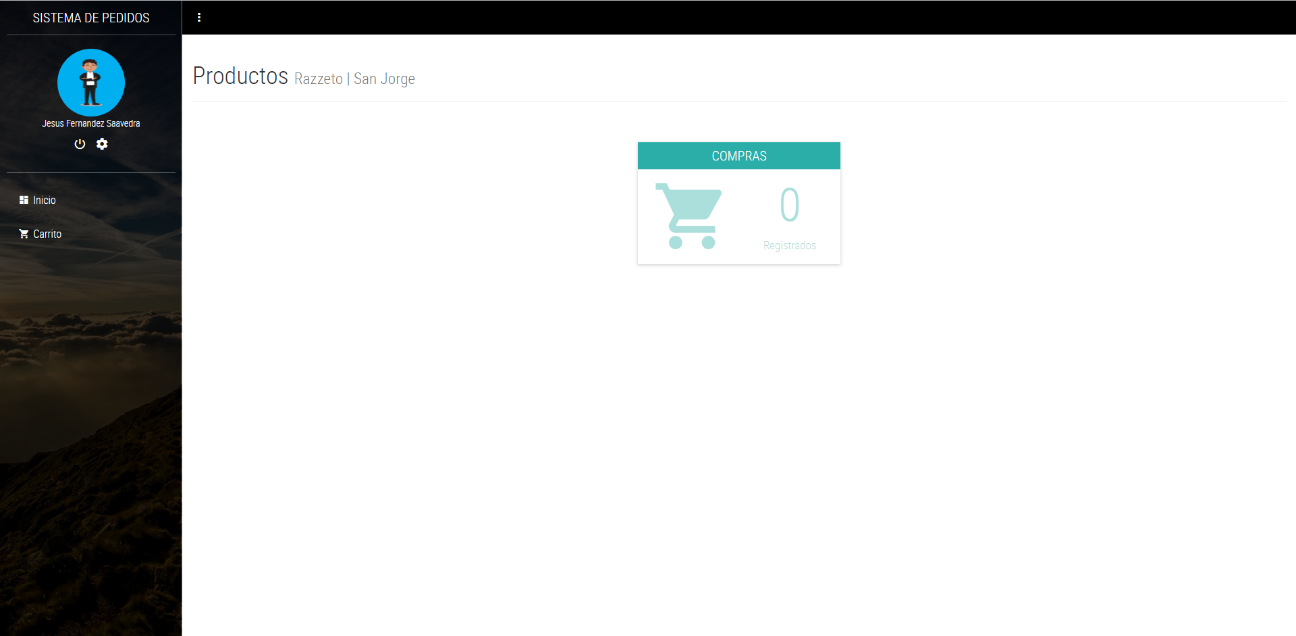 SISTEMA DE PEDIDOS
Jesus Fernandez Saavedra
Inicio
Carrito
Productos Razzeto | San Jorge
COMPRAS
0
Registrados